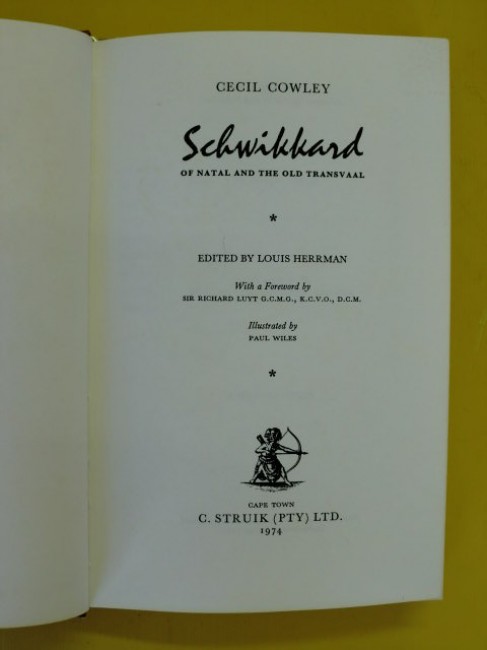 CECIL COWLEY
Schwikkard
OF NATAL AND THE OLD TRANSVAAL
*
EDITED BY LOUIS HERRMAN
With a Foreword by
SIR RICHARD LUYT G.C.M.G., K.C.V.O., D.C.M.
Illustrated by
PAUL WILES
*
CAPE TOWN
C. STRUIK (PTY) LTD.
1974